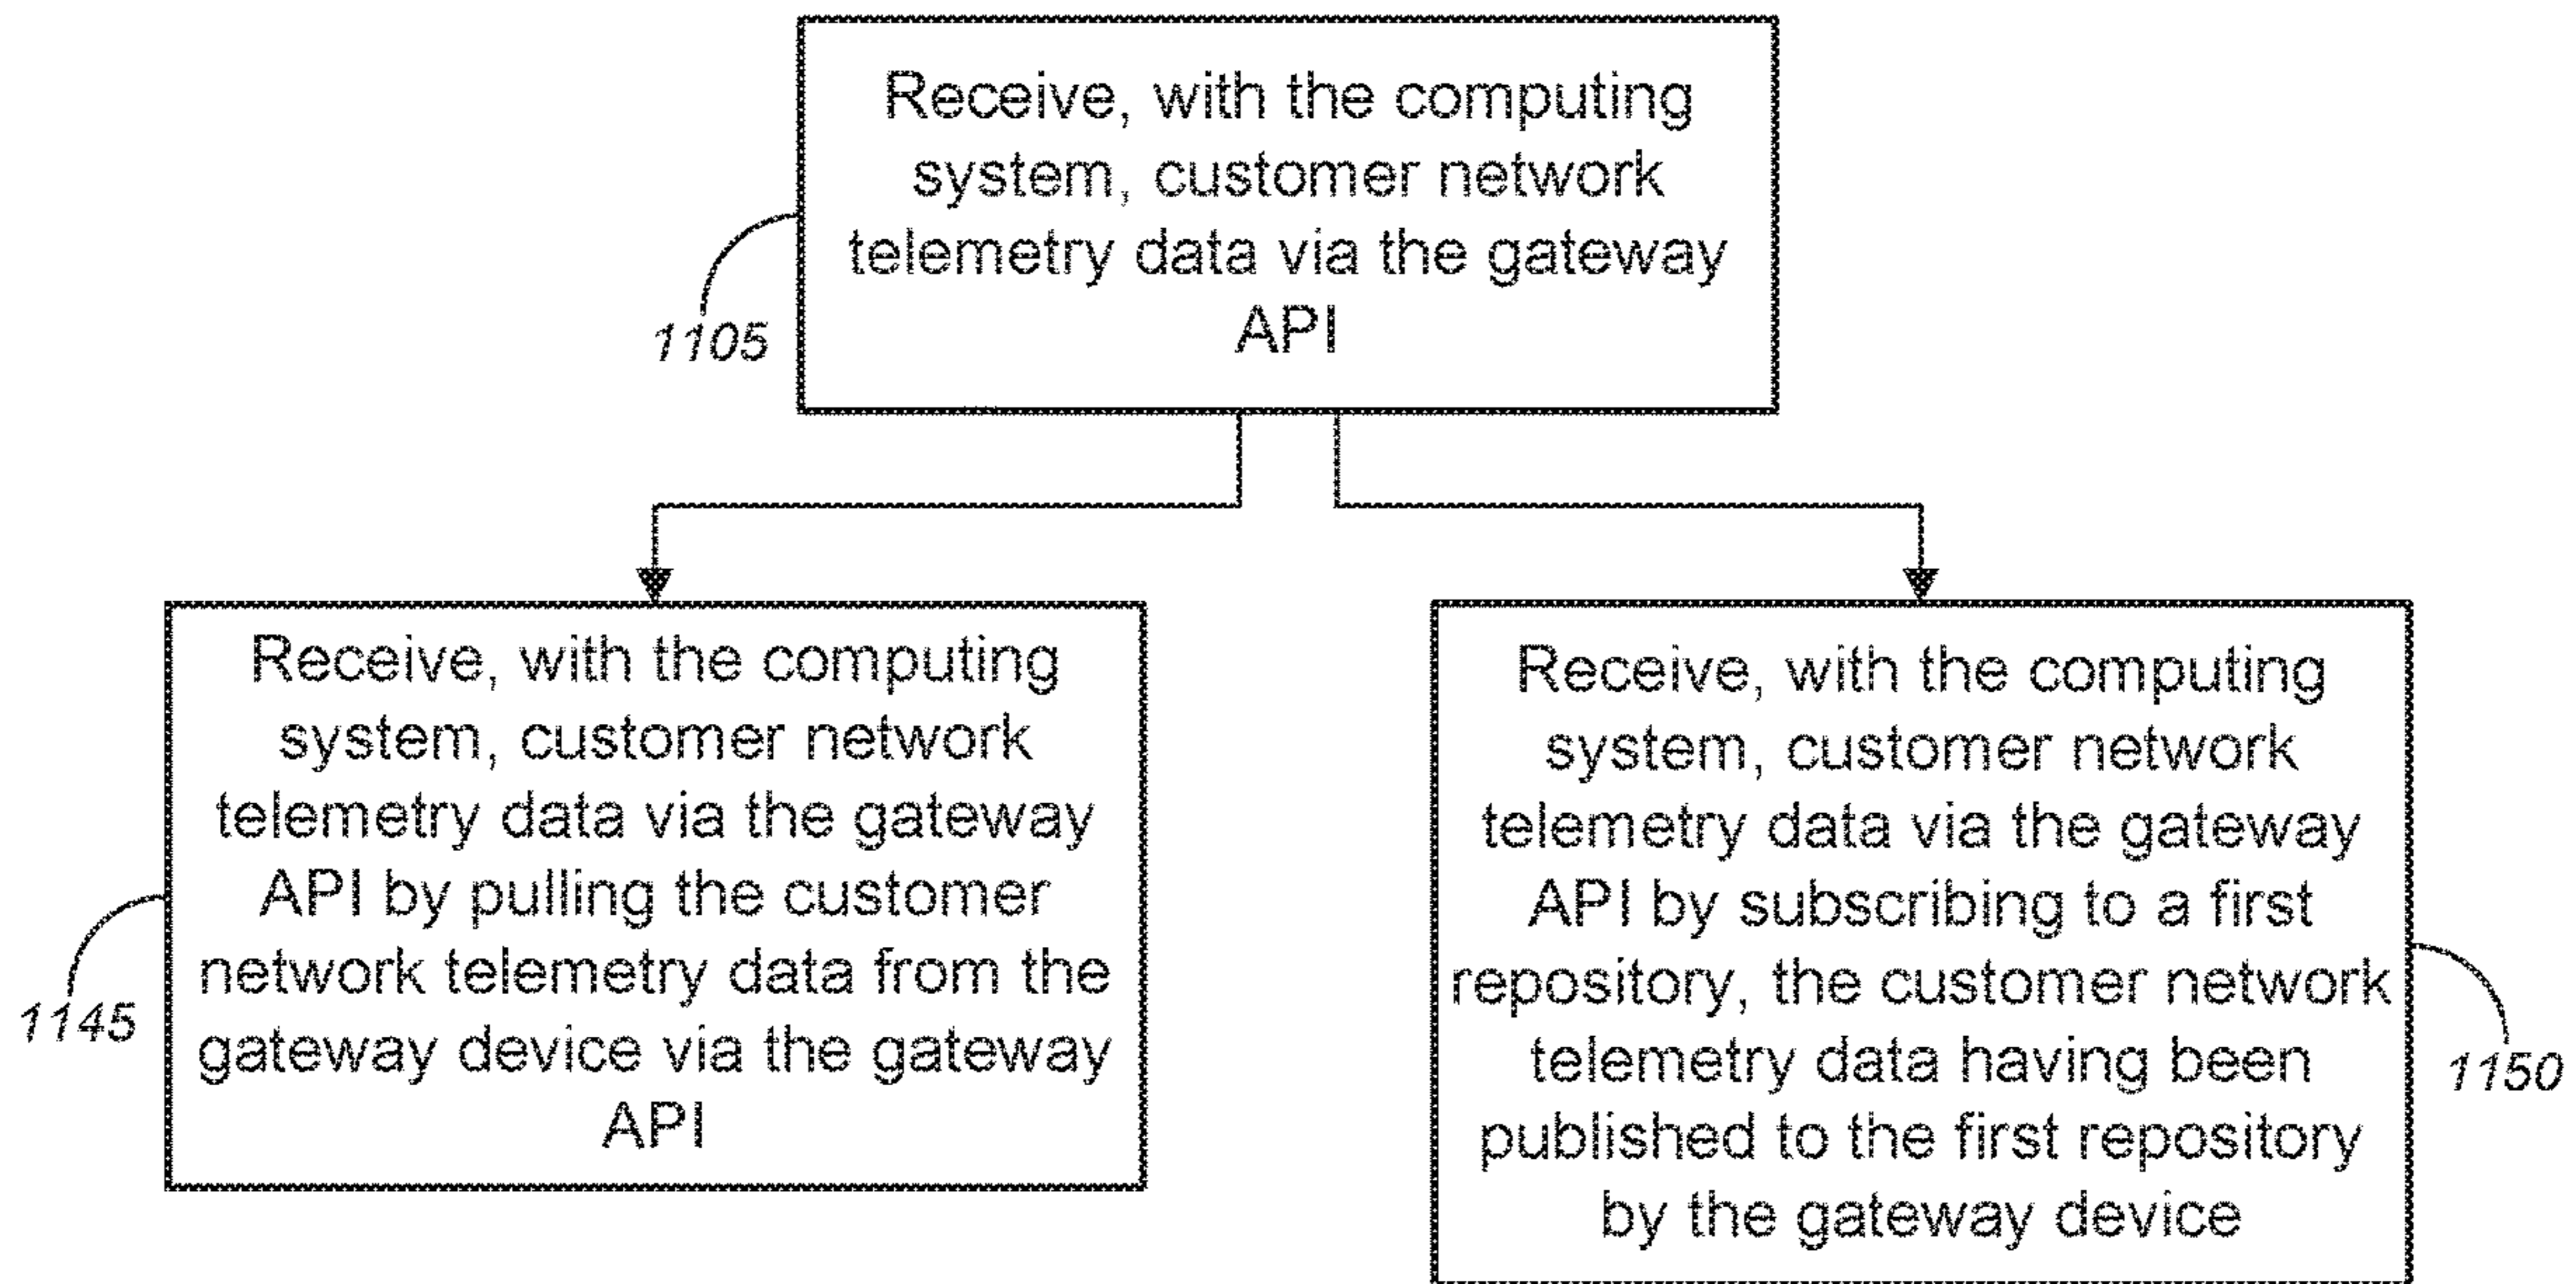 Receive, with the computing
system, customer network
telemetry data via the gateway
API
1105
Receive, with the computing
system, customer network
telemetry data via the gateway
API by pulling the customer
network telemetry data from the
gateway device via the gateway
API
1145
Receive, with the computing
system, customer network
telemetry data via the gateway
API by subscribing to a first
repository, the customer network
telemetry data having been
published to the first repository
by the gateway device
1150